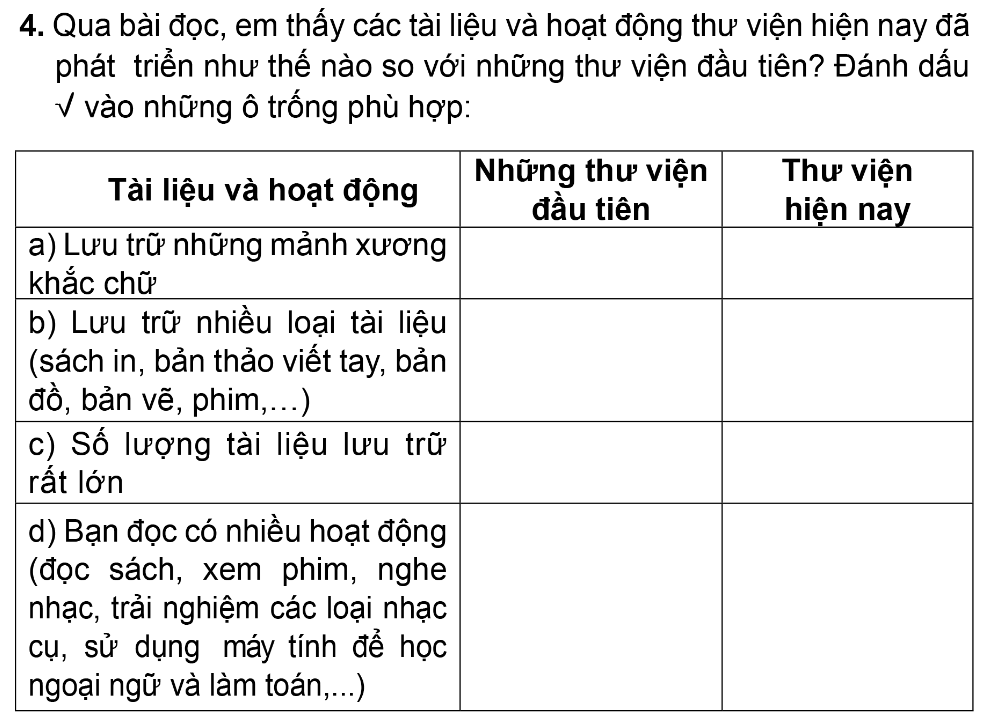 4. Qua bài đọc, em thấy các tài liệu và hoạt động thư viện hiện nay đã
phát triển như thế nào so với những thư viện đầu tiên? Đánh dấu
√ vào những ô trống phù hợp:
Tài liệu và hoạt động
Những thư viện
đầu tiên
Thư viện
hiện nay
a) Lưu trữ những mảnh xương
khắc chữ
b) Lưu trữ nhiều loại tài liệu
(sách in, bản thảo viết tay, bản
đồ, bản vẽ, phim,…)
c) Số lượng tài liệu lưu trữ
rất lớn
d) Bạn đọc có nhiều hoạt động
(đọc sách, xem phim, nghe
nhạc, trải nghiệm các loại nhạc
cụ, sử dụng máy tính để học
ngoại ngữ và làm toán,...)